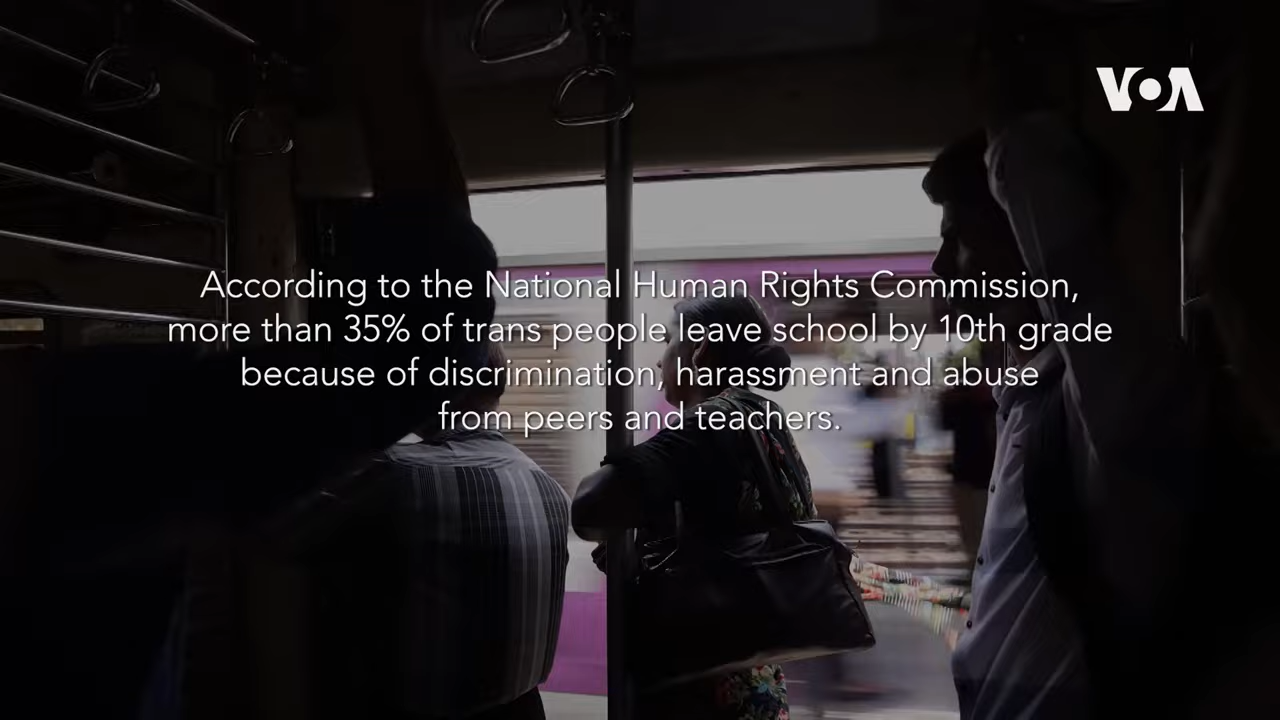 VOA
According to the National Human Rights Commission,
more than 35% of trans people leave school by 10th grade
because of discrimination, harassment and abuse
from peers and teachers.